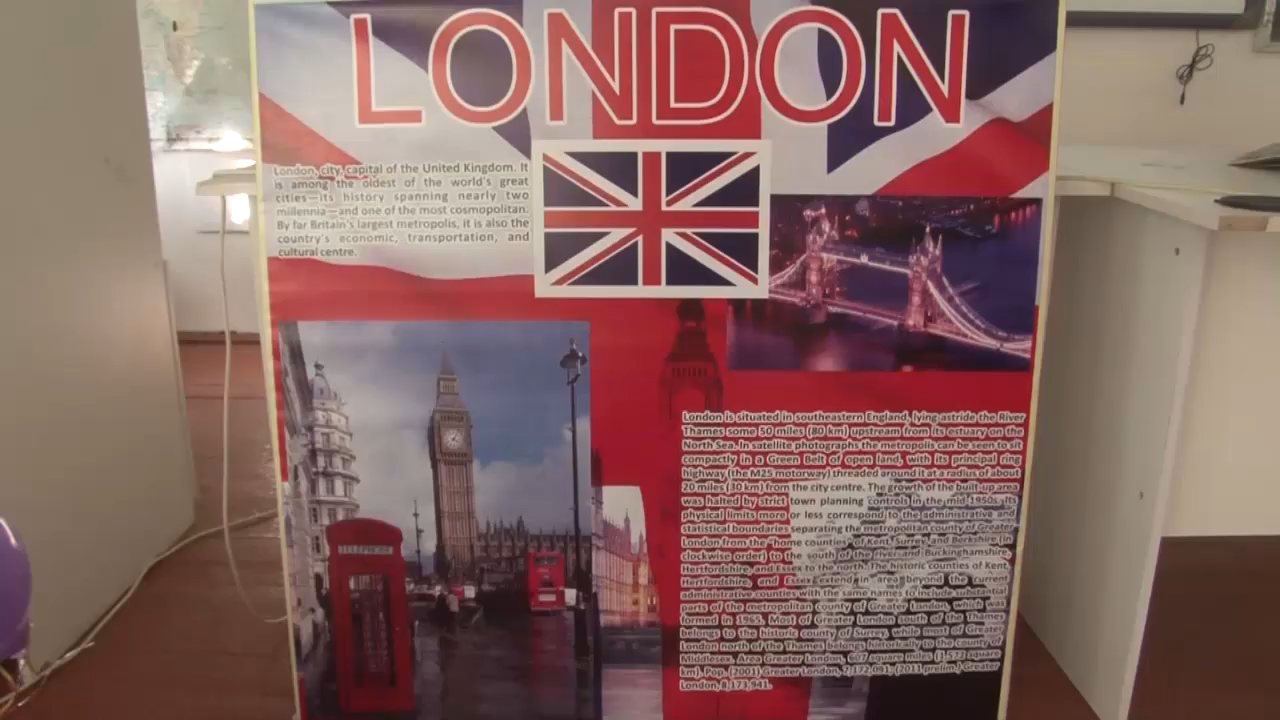 LONDON
London, city, capital of the United Kingdom. It
is among the oldest of the world's great
cities—its history spanning nearly two
millennia—and one of the most cosmopolitan.
By far Britain's largest metropolis, it is also the
country's economic, transportation, and
cultural centre.
London is situated in southeastern England, lying astride the River
Thames some 50 miles (80 km) upstream from its estuary on the
North Sea. In satellite photographs the metropolis can be seen to sit
compactly in a Green Belt of open land, with its principal ring
highway (the M25 motorway) threaded around it at a radius of about
20 miles (30 km) from the city centre. The growth of the built-up area
was halted by strict town planning controls in the mid-1950s. Its
physical limits more or less correspond to the administrative and
statistical boundaries separating the metropolitan county of Greater
London from the "home counties" of Kent, Surrey, and Berkshire (in
clockwise order) to the south of the river and Buckinghamshire,
Hertfordshire, and Essex to the north. The historic counties of Kent,
Hertfordshire, and Essex extend in area beyond the current
administrative counties with the same names to include substantial
parts of the metropolitan county of Greater London, which was
formed in 1965. Most of Greater London south of the Thames
belongs to the historic county of Surrey, while most of Greater
London north of the Thames belongs historically to the county of
Middlesex. Area Greater London, 607 square miles (1,572 square
km). Pop. (2001) Greater London, 7,172,091; (2011 prelim.) Greater
London, 8,173,941.
TELEPHONE